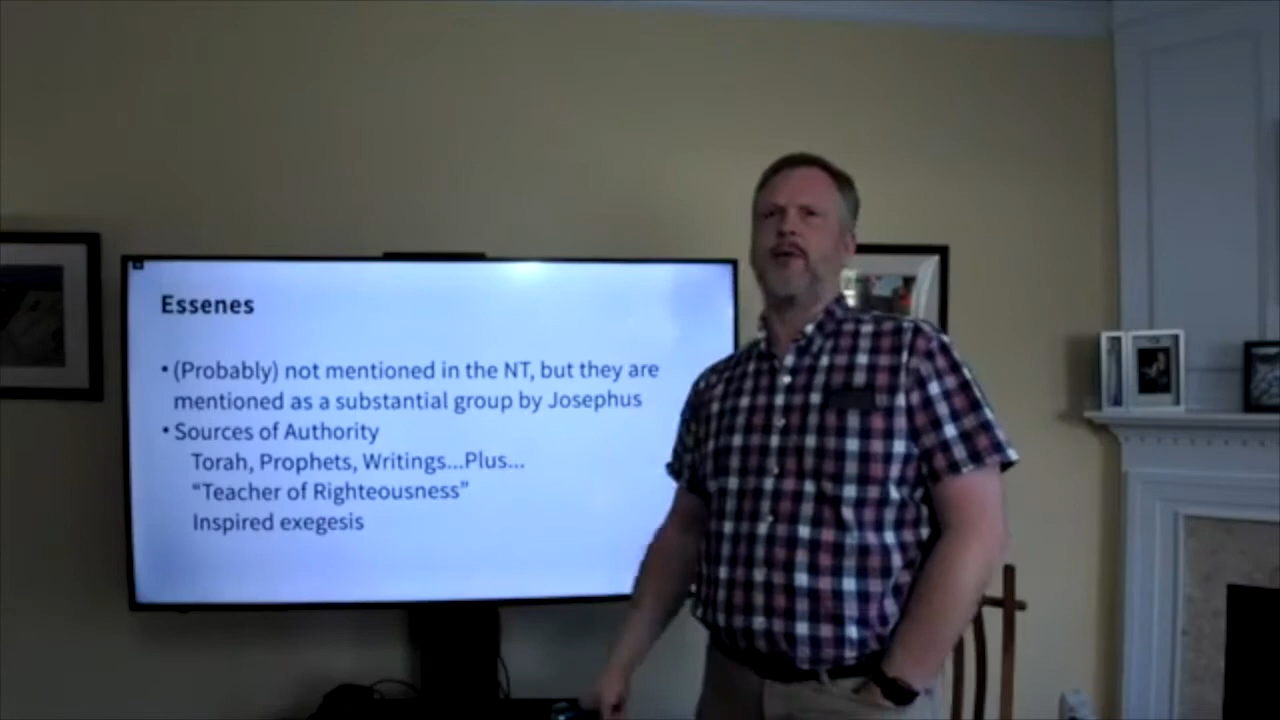 Essenes
• (Probably) not mentioned in the NT, but they are
mentioned as a substantial group by Josephus
• Sources of Authority
Torah, Prophets, Writings...Plus...
"Teacher of Righteousness"
Inspired exegesis